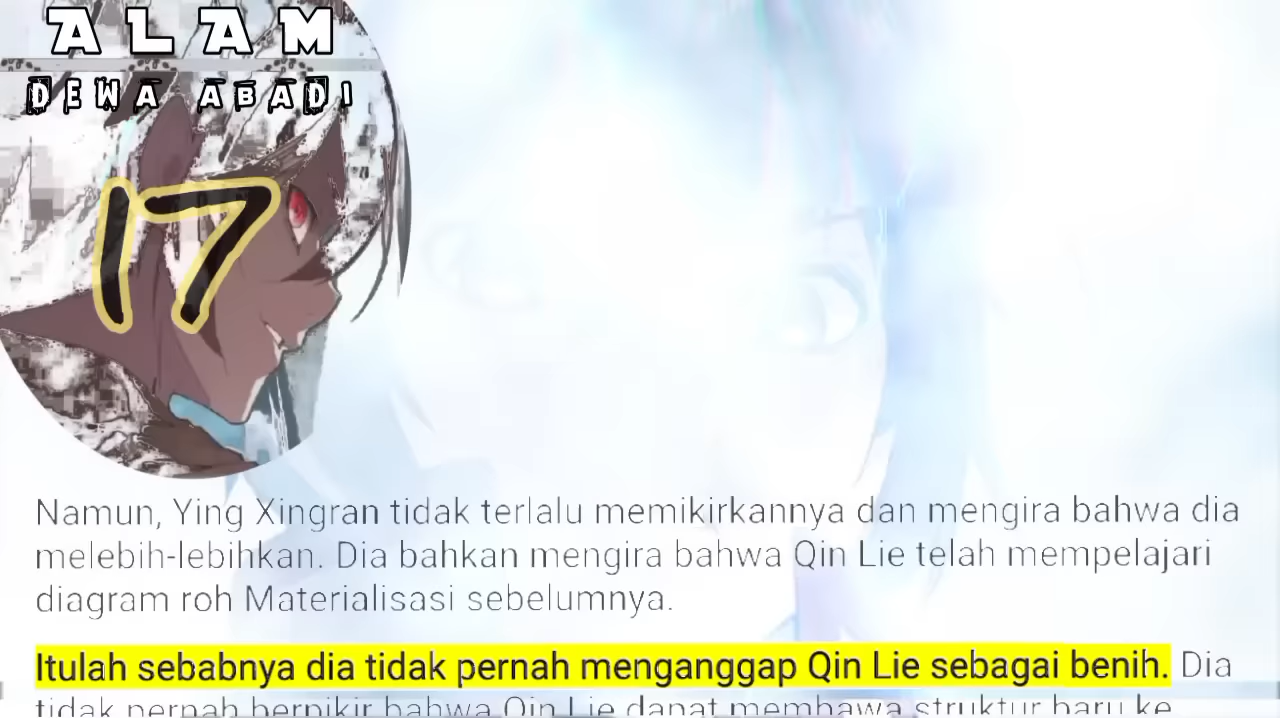 ALAM
DEWA ABADI
17
Namun, Ying Xingran tidak terlalu memikirkannya dan mengira bahwa dia
melebih-lebihkan. Dia bahkan mengira bahwa Qin Lie telah mempelajari
diagram roh Materialisasi sebelumnya.
Itulah sebabnya dia tidak pernah menganggap Qin Lie sebagai benih. Dia
tidak pernah berpikir bahwa Qin Lie dapat membawa struktur baru ke